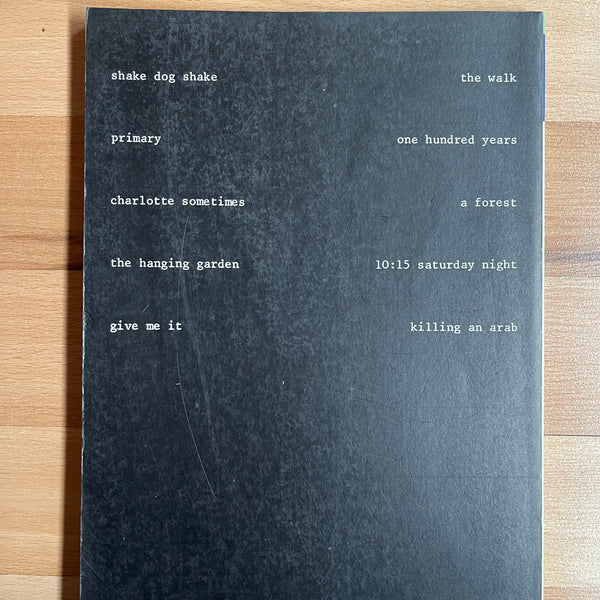 shake dog shake
the walk
primary
one hundred years
charlotte sometimes
a forest
the hanging garden
10:15 saturday night
give me it
killing an arab